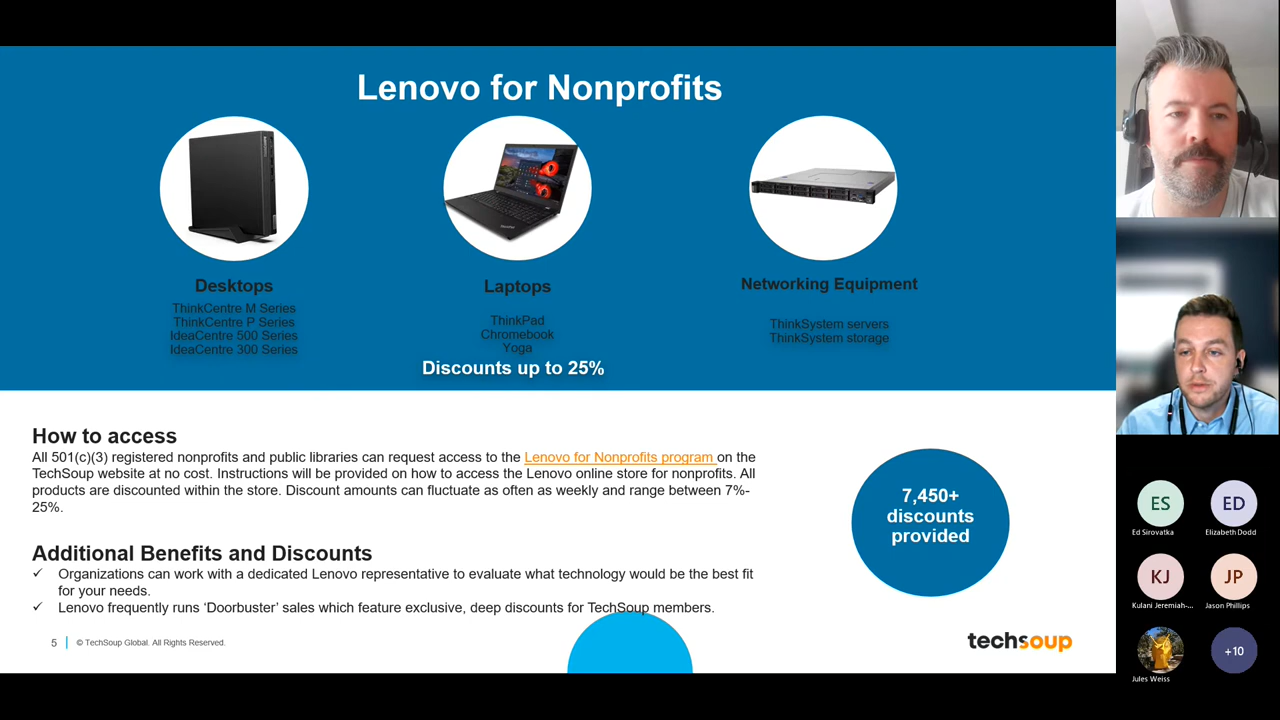 Lenovo for Nonprofits
Desktops
ThinkCentre M Series
ThinkCentre P Series
IdeaCentre 500 Series
IdeaCentre 300 Series
Laptops
ThinkPad
Chromebook
Yoga
Discounts up to 25%
Networking Equipment
ThinkSystem servers
ThinkSystem storage
How to access
All 501(c)(3) registered nonprofits and public libraries can request access to the Lenovo for Nonprofits program on the
TechSoup website at no cost. Instructions will be provided on how to access the Lenovo online store for nonprofits. All
products are discounted within the store. Discount amounts can fluctuate as often as weekly and range between 7%-
25%.
7,450+
discounts
provided
Additional Benefits and Discounts
✓ Organizations can work with a dedicated Lenovo representative to evaluate what technology would be the best fit
for your needs.
✓ Lenovo frequently runs ‘Doorbuster’ sales which feature exclusive, deep discounts for TechSoup members.
5 | © TechSoup Global. All Rights Reserved.
techsoup
ES
Ed Sirovatka
ED
Elizabeth Dodd
KJ
Kulani Jeremiah-...
JP
Jason Phillips
Jules Weiss
+10